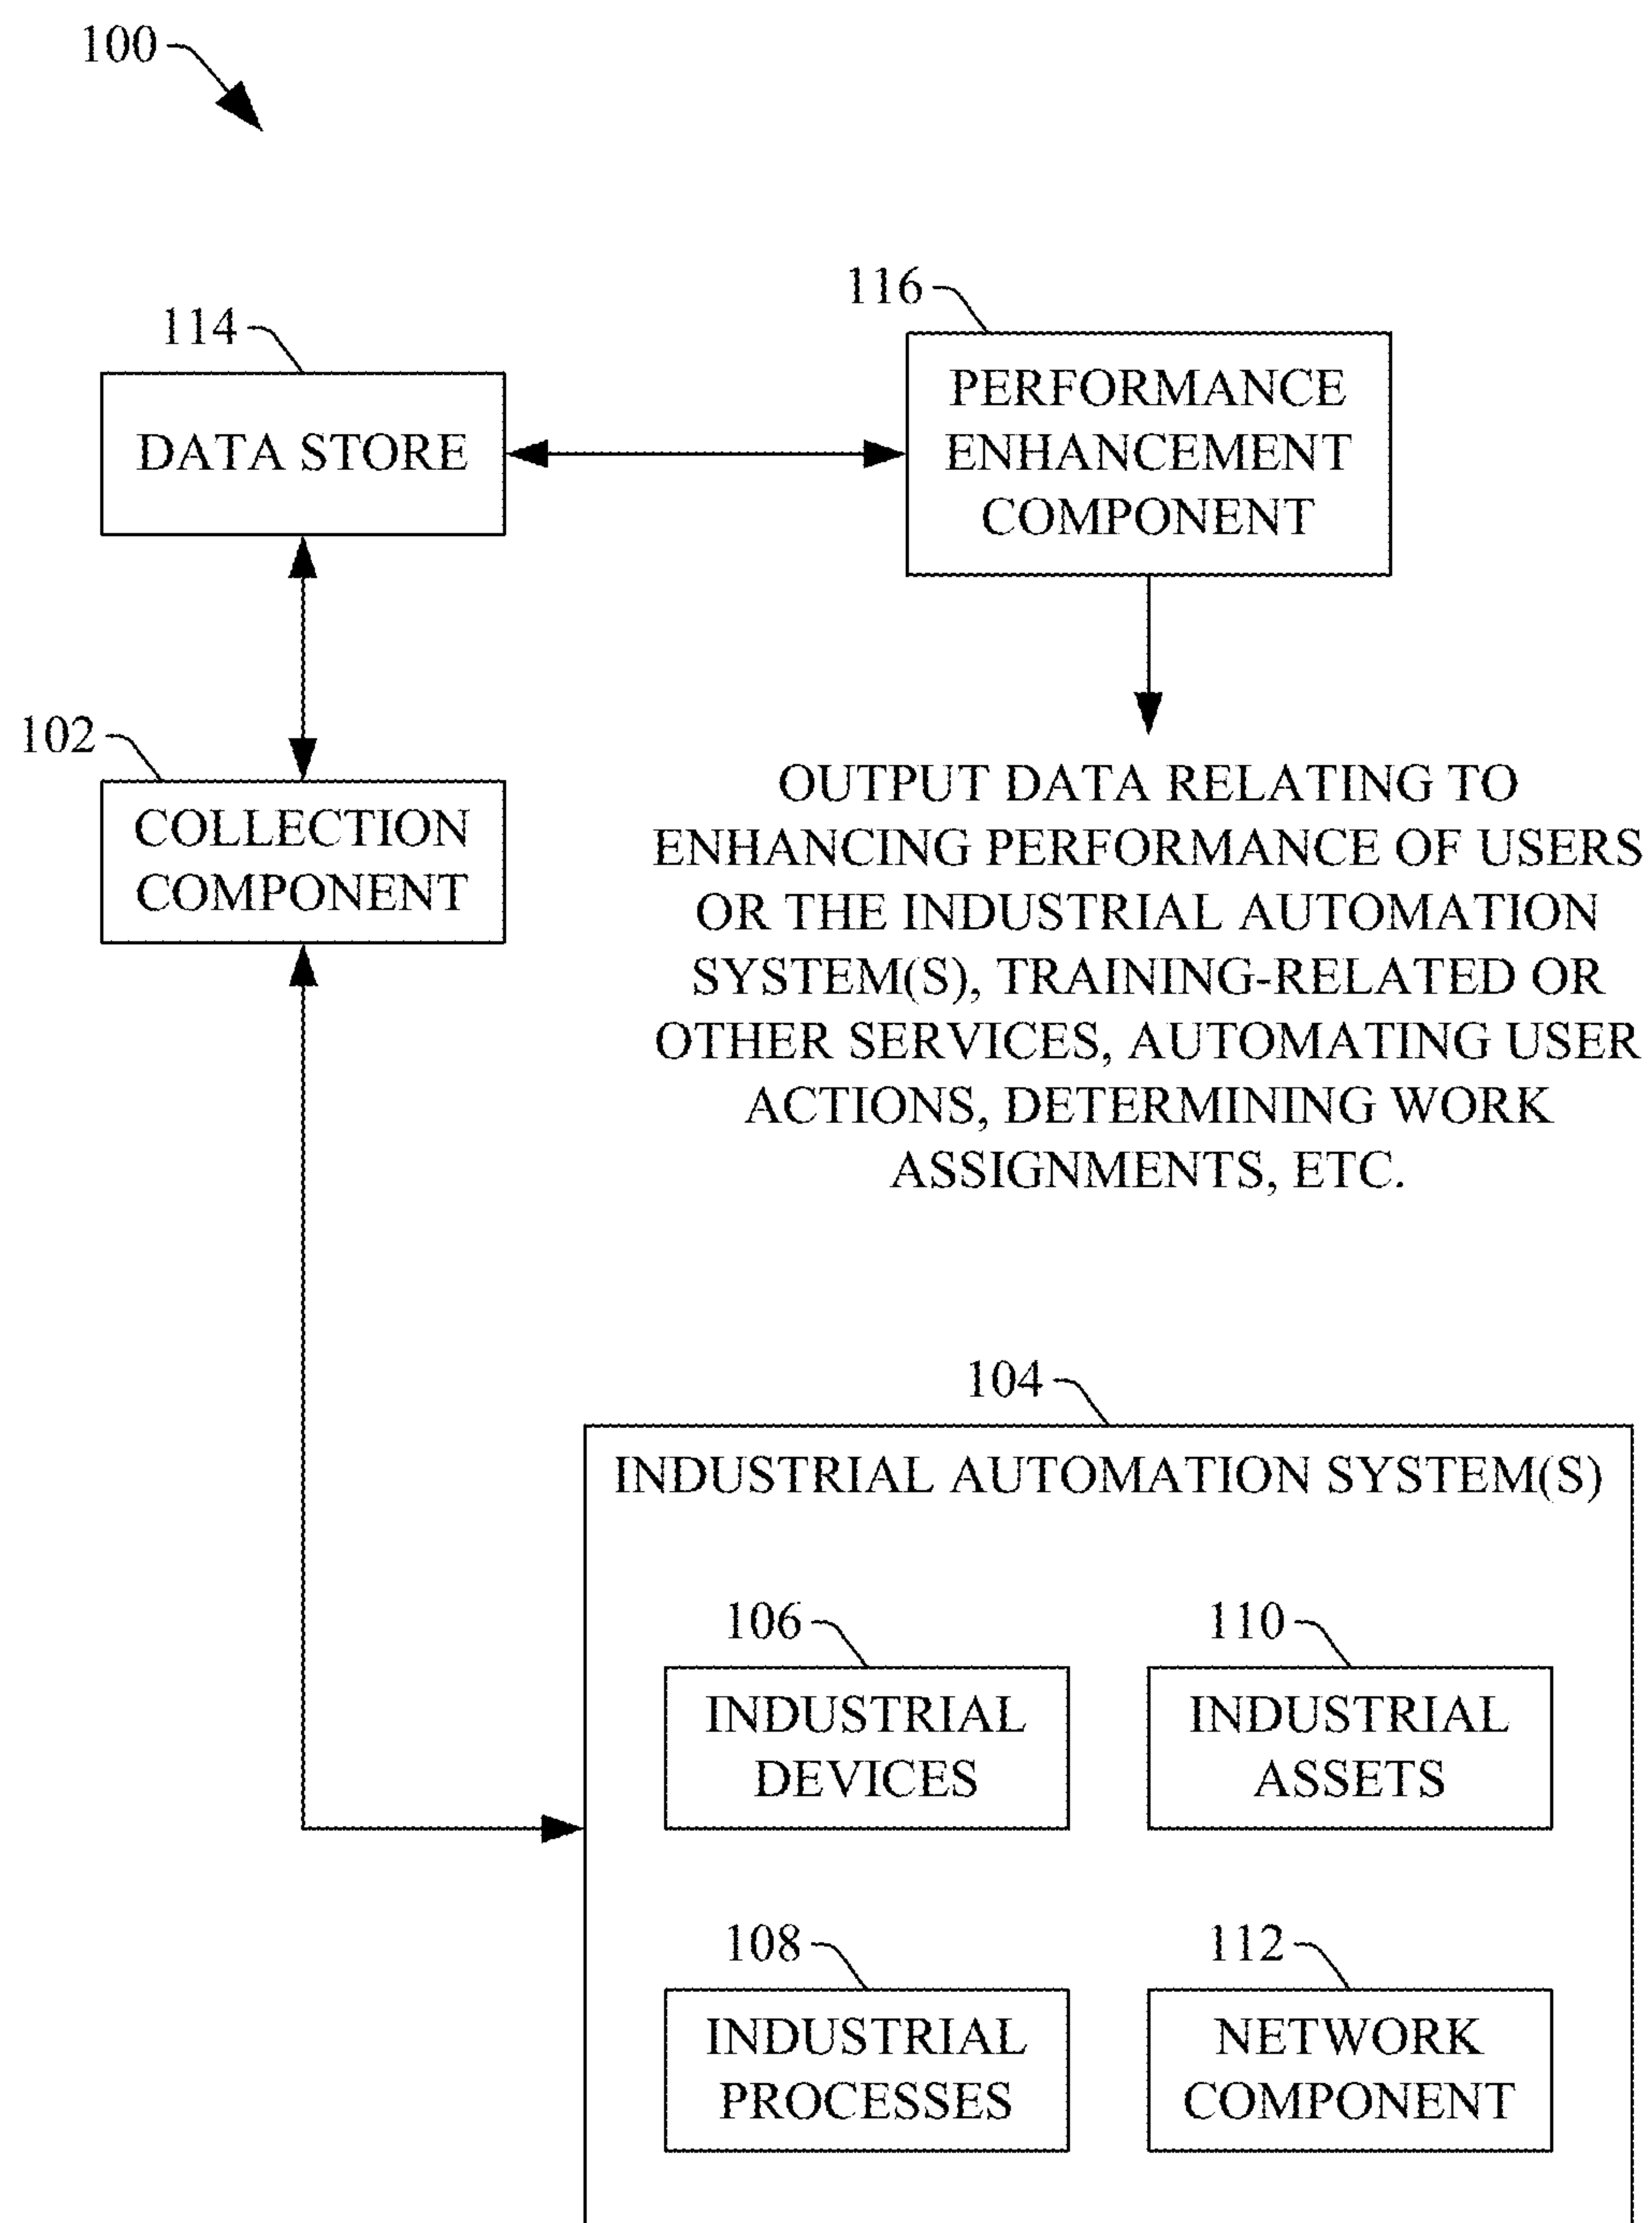 100
116
114
PERFORMANCE
ENHANCEMENT
COMPONENT
DATA STORE
102
COLLECTION
COMPONENT
OUTPUT DATA RELATING TO
ENHANCING PERFORMANCE OF USERS
OR THE INDUSTRIAL AUTOMATION
SYSTEM(S), TRAINING-RELATED OR
OTHER SERVICES, AUTOMATING USER
ACTIONS, DETERMINING WORK
ASSIGNMENTS, ETC.
104
INDUSTRIAL AUTOMATION SYSTEM(S)
106
INDUSTRIAL
DEVICES
110
INDUSTRIAL
ASSETS
108
INDUSTRIAL
PROCESSES
112
NETWORK
COMPONENT